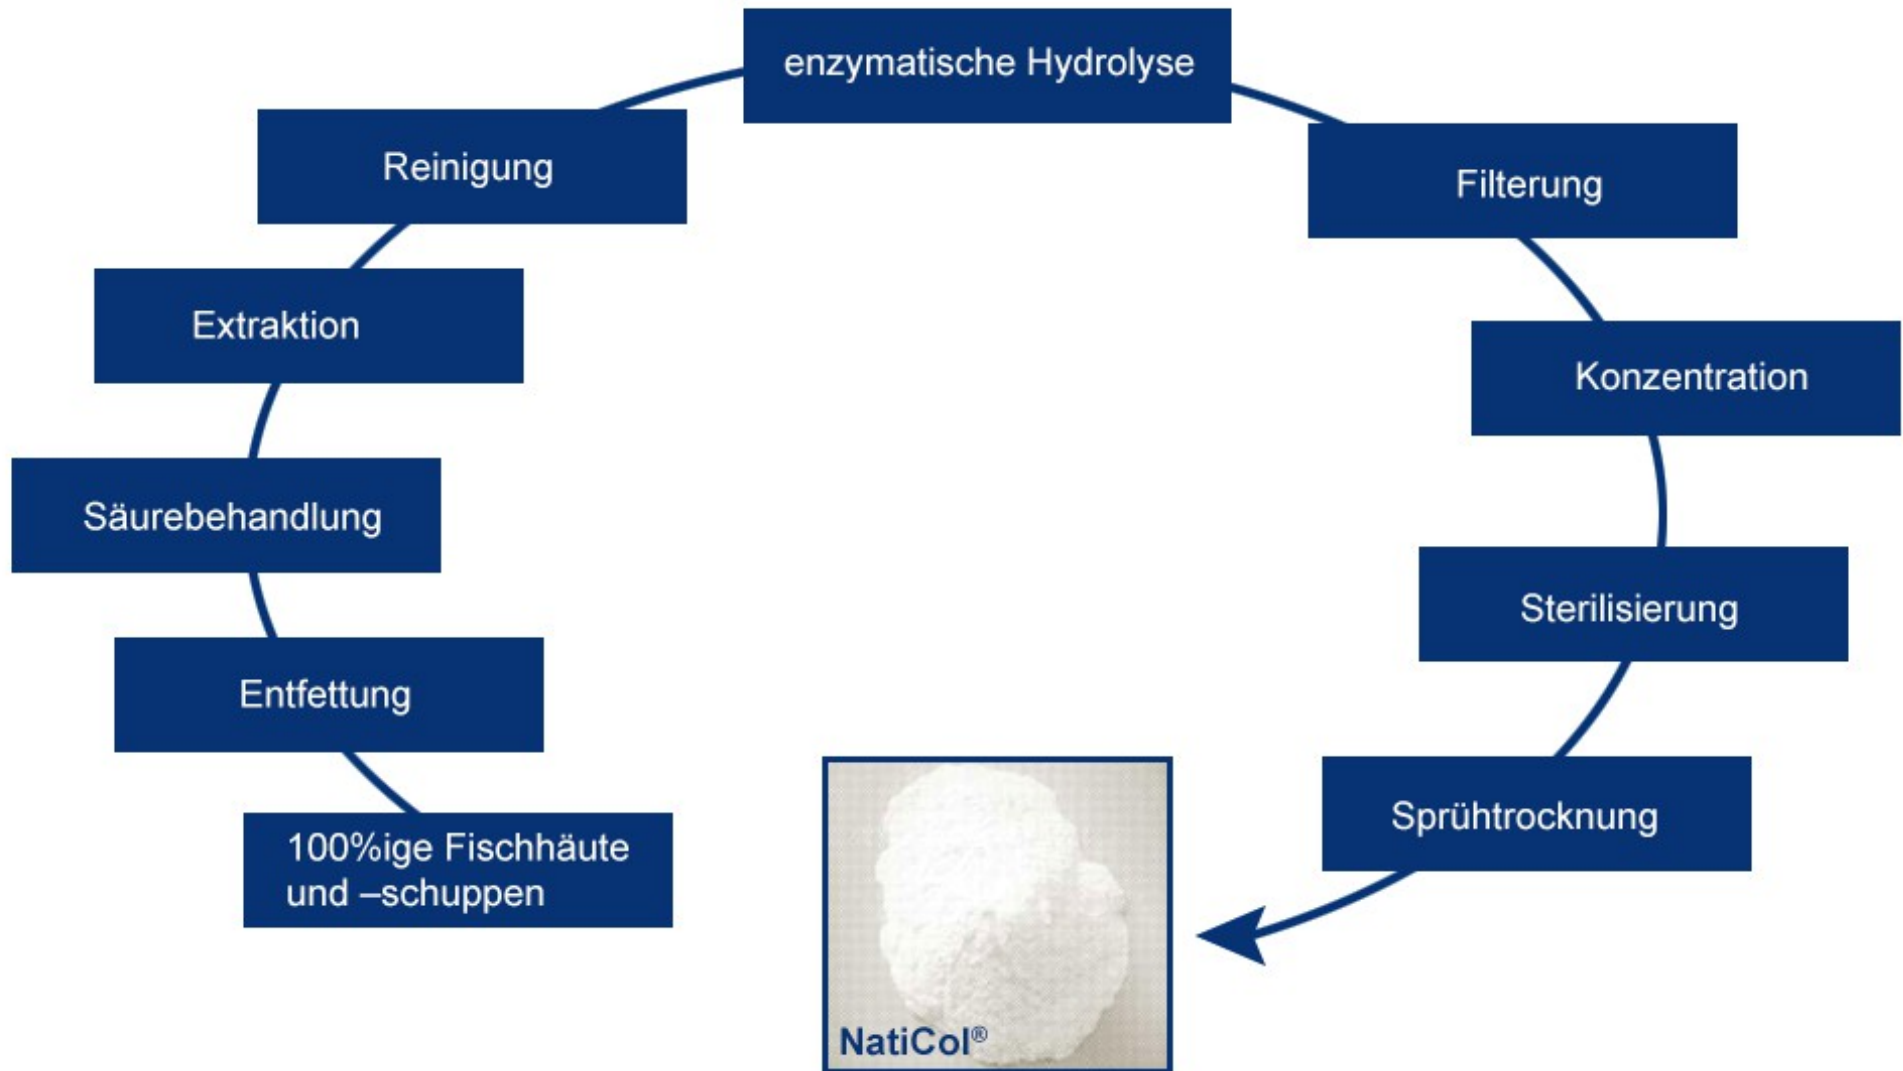 enzymatische Hydrolyse
Reinigung
Filterung
Extraktion
Konzentration
Säurebehandlung
Sterilisierung
Entfettung
Sprühtrocknung
100%ige Fischhäute
und –schuppen
NatiCol®